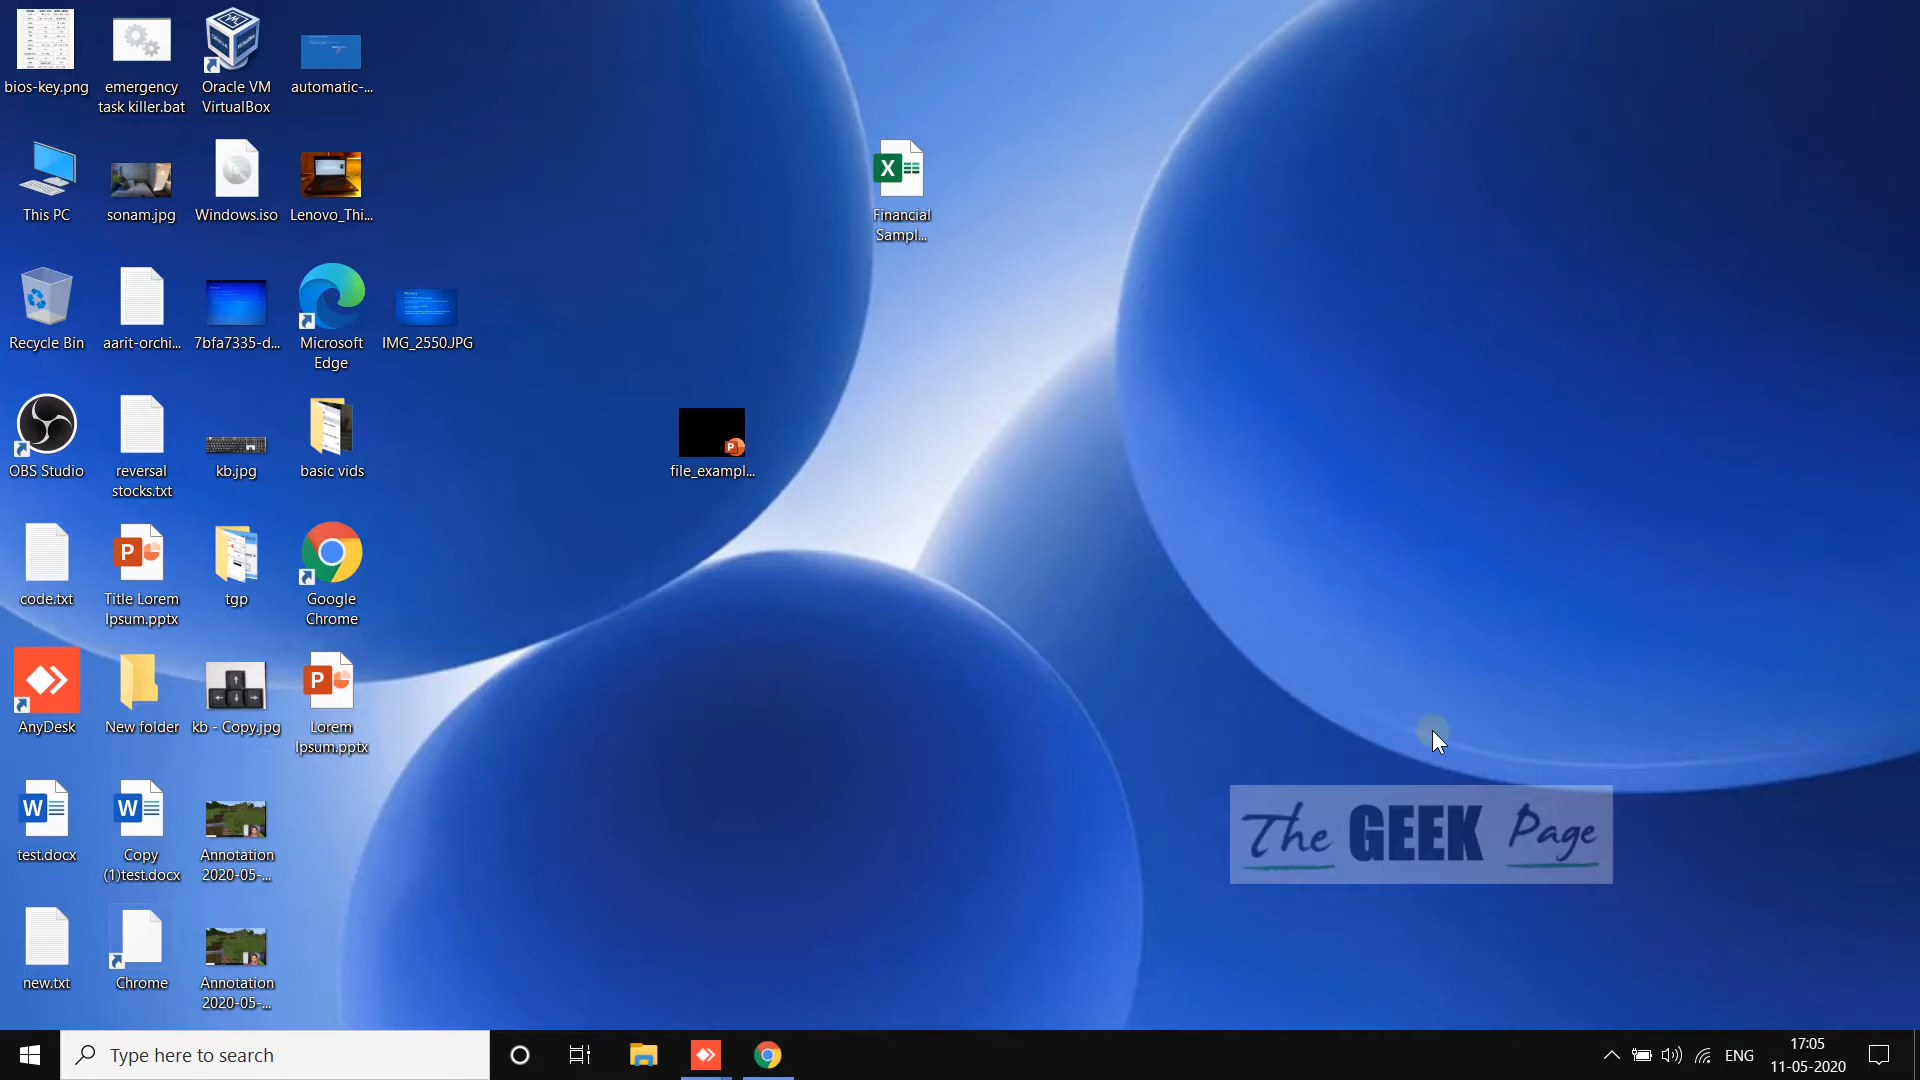 bios-key.png
emergency
task killer.bat
Oracle VM
VirtualBox
automatic-...
This PC
sonam.jpg
Windows.iso
Lenovo_Thi...
Financial
Sampl...
Recycle Bin
aarit-orchi...
7bfa7335-d...
Microsoft
Edge
IMG_2550.JPG
OBS Studio
reversal
stocks.txt
kb.jpg
basic vids
file_exampl...
code.txt
Title Lorem
Ipsum.pptx
tgp
Google
Chrome
AnyDesk
New folder
kb - Copy.jpg
Lorem
Ipsum.pptx
test.docx
Copy
(1)test.docx
Annotation
2020-05-...
The GEEK Page
new.txt
Chrome
Annotation
2020-05-...
Type here to search
ENG
17:05
11-05-2020